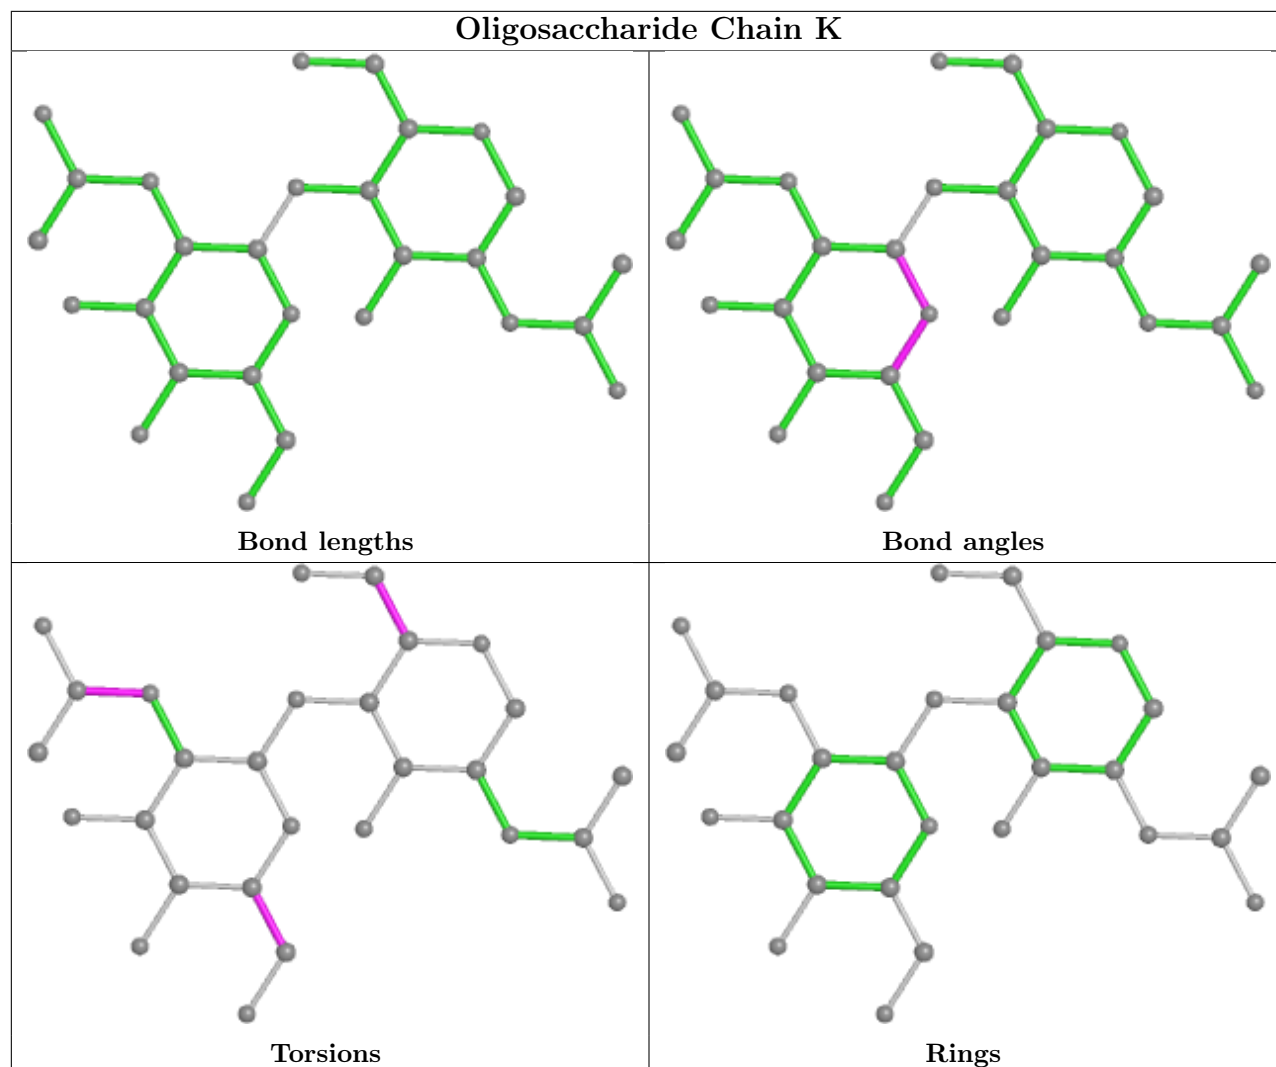 Oligosaccharide Chain K
Bond lengths
Bond angles
Torsions
Rings